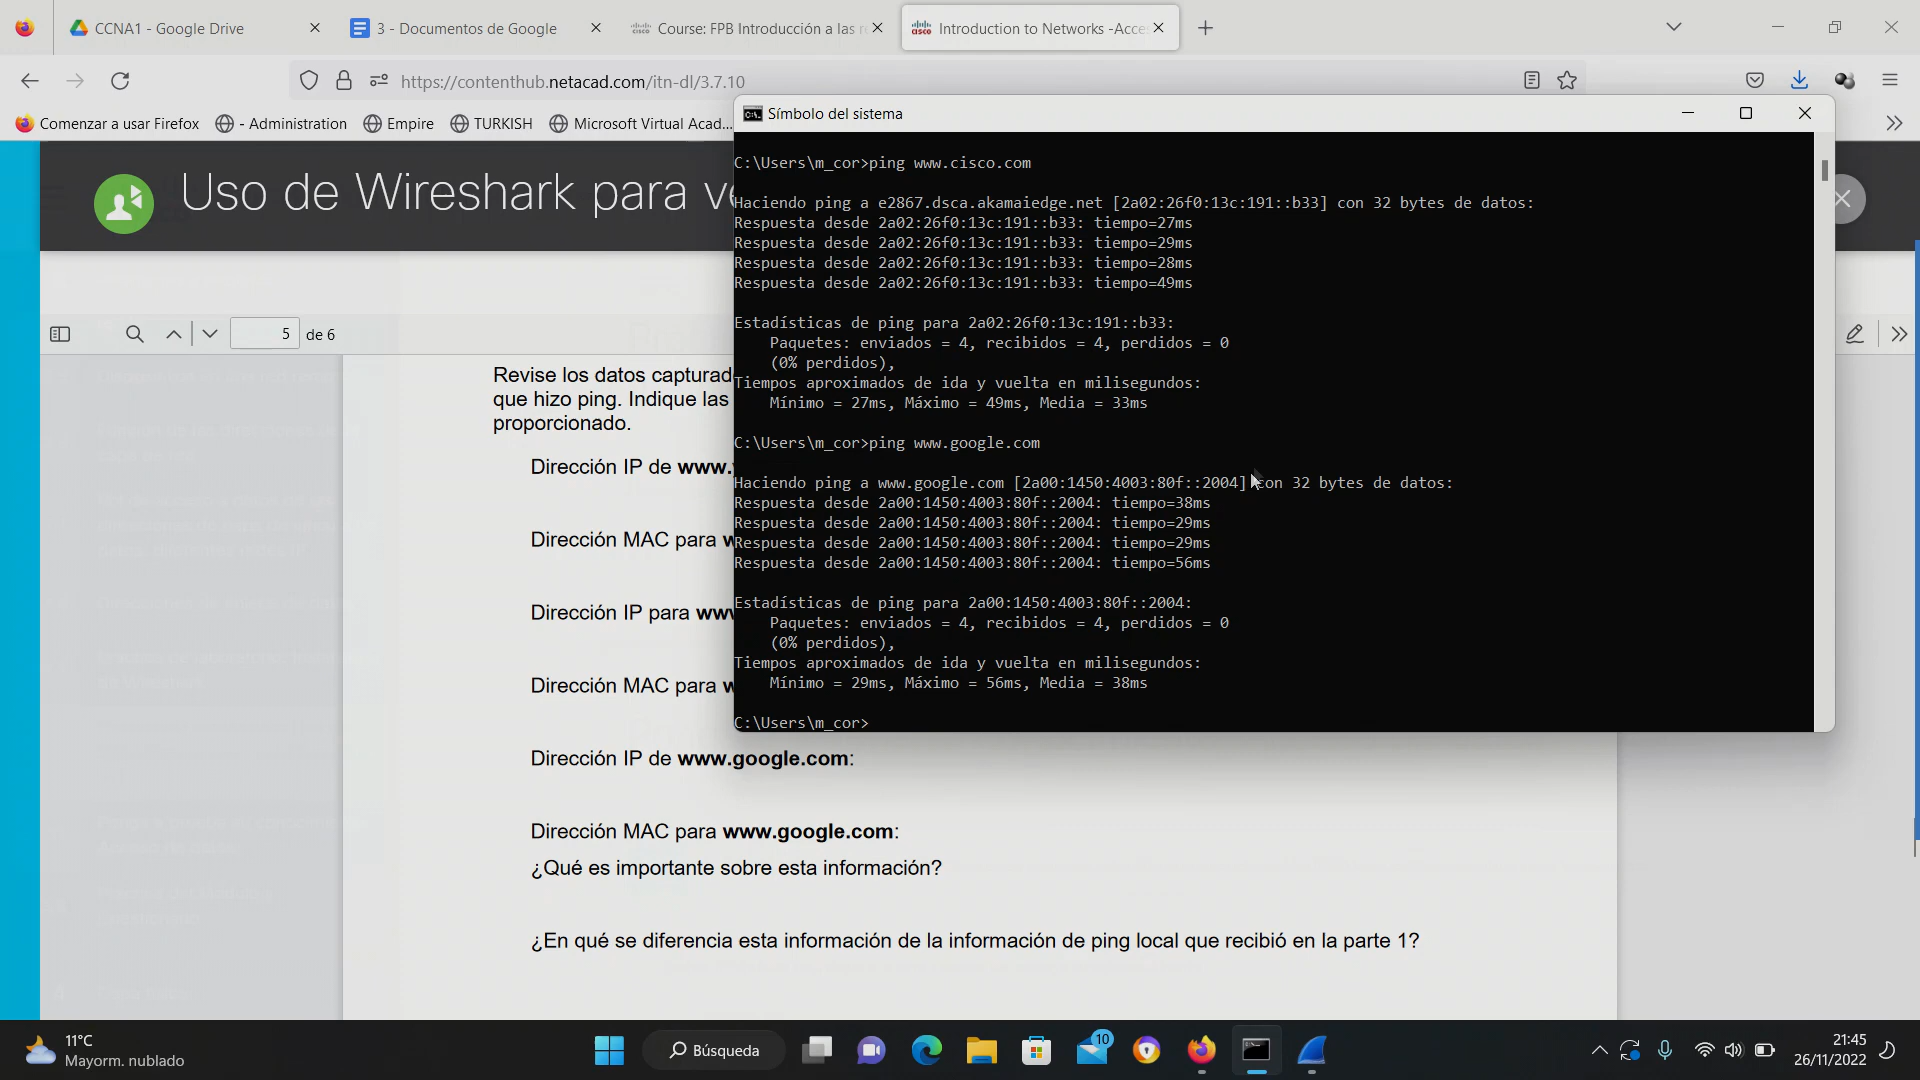 CCNA1 - Google Drive
3 - Documentos de Google
Course: FPB Introducción a las r
Introduction to Networks -Acce
https://contenthub.netacad.com/itn-dl/3.7.10
Comenzar a usar Firefox
- Administration
Empire
TURKISH
Microsoft Virtual Acad...
Símbolo del sistema
Uso de Wireshark para v
5 de 6
C:\Users\m_cor>ping www.cisco.com
Haciendo ping a e2867.dsca.akamaiedge.net [2a02:26f0:13c:191::b33] con 32 bytes de datos:
Respuesta desde 2a02:26f0:13c:191::b33: tiempo=27ms
Respuesta desde 2a02:26f0:13c:191::b33: tiempo=29ms
Respuesta desde 2a02:26f0:13c:191::b33: tiempo=28ms
Respuesta desde 2a02:26f0:13c:191::b33: tiempo=49ms
Estadísticas de ping para 2a02:26f0:13c:191::b33:
Paquetes: enviados = 4, recibidos = 4, perdidos = 0
(0% perdidos),
Tiempos aproximados de ida y vuelta en milisegundos:
Mínimo = 27ms, Máximo = 49ms, Media = 33ms
C:\Users\m_cor>ping www.google.com
Haciendo ping a www.google.com [2a00:1450:4003:80f::2004] con 32 bytes de datos:
Respuesta desde 2a00:1450:4003:80f::2004: tiempo=38ms
Respuesta desde 2a00:1450:4003:80f::2004: tiempo=29ms
Respuesta desde 2a00:1450:4003:80f::2004: tiempo=29ms
Respuesta desde 2a00:1450:4003:80f::2004: tiempo=56ms
Estadísticas de ping para 2a00:1450:4003:80f::2004:
Paquetes: enviados = 4, recibidos = 4, perdidos = 0
(0% perdidos),
Tiempos aproximados de ida y vuelta en milisegundos:
Mínimo = 29ms, Máximo = 56ms, Media = 38ms
C:\Users\m_cor>
Revise los datos capturad
que hizo ping. Indique las
proporcionado.
Dirección IP de www.
Dirección MAC para w
Dirección IP para ww
Dirección MAC para w
Dirección IP de www.google.com:
Dirección MAC para www.google.com:
¿Qué es importante sobre esta información?
¿En qué se diferencia esta información de la información de ping local que recibió en la parte 1?
11°C
Mayorm. nublado
Búsqueda
10
21:45
26/11/2022